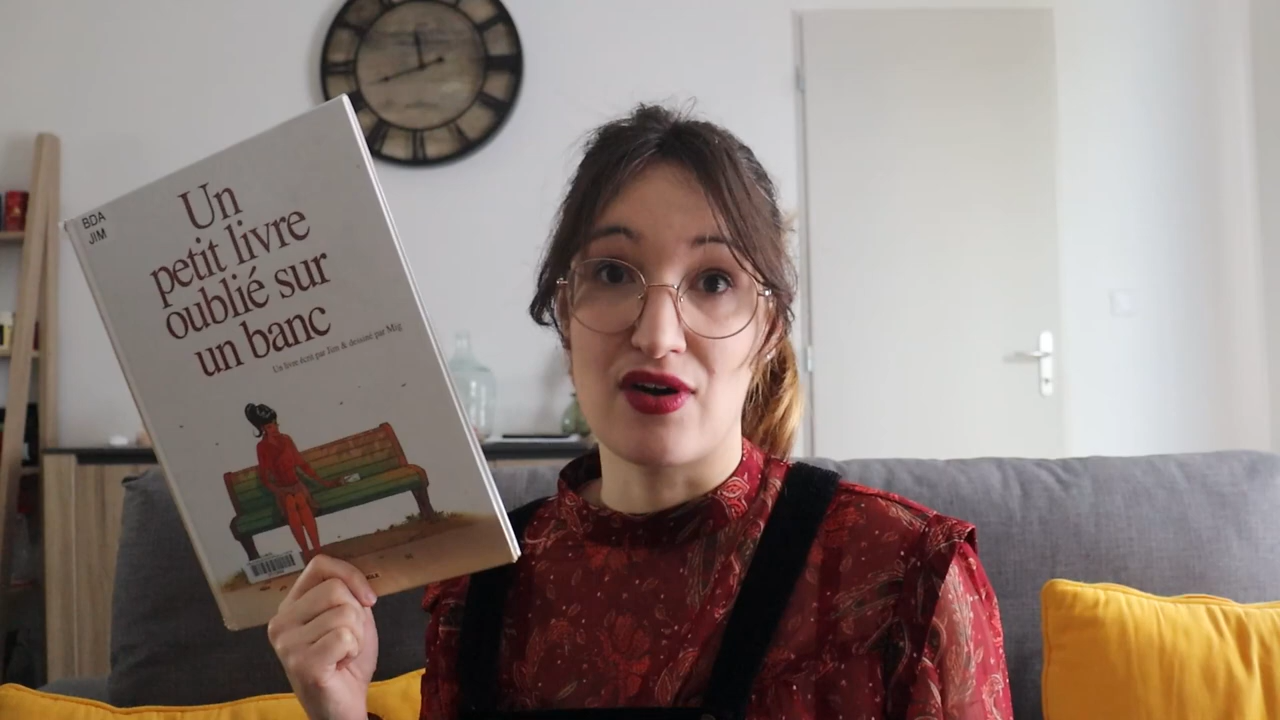 BDA
JIM
Un
petit livre
oublié sur
un banc
Un livre écrit par Jim & dessiné par Mig